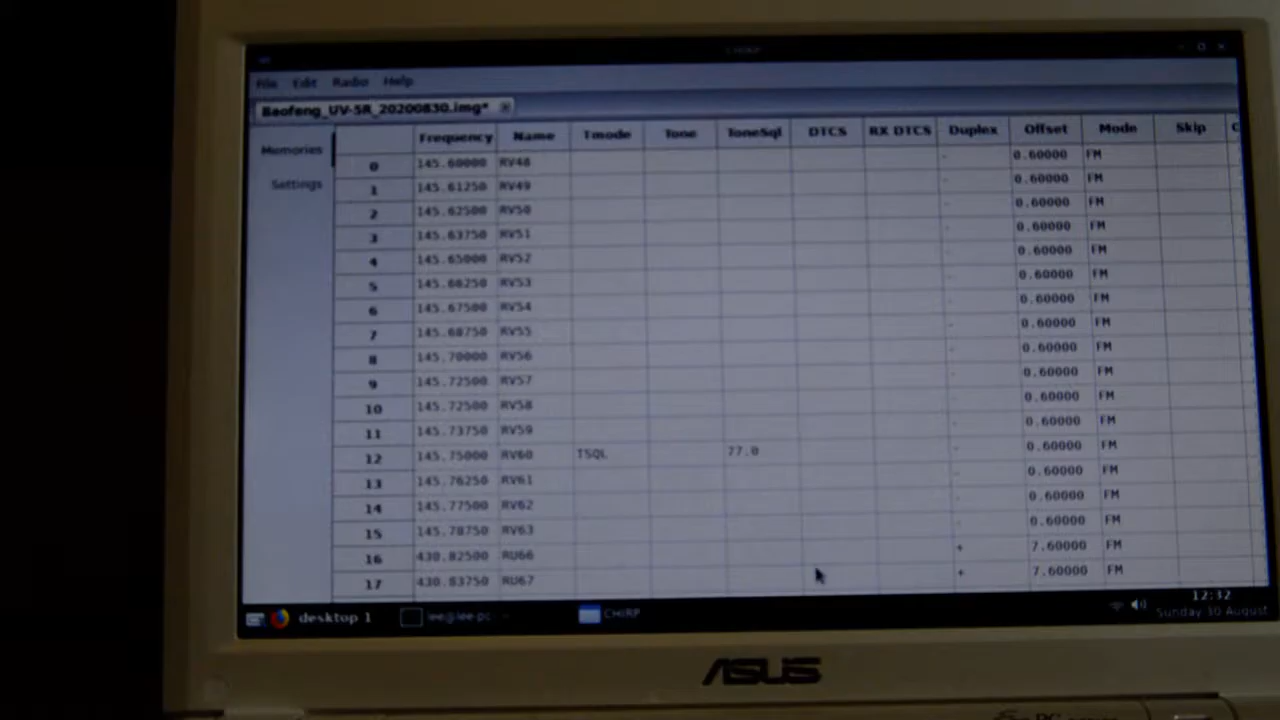 CHIRP
File Edit Radio Help
Baofeng_UV-5R_20200830.img*
Memories
Settings
Frequency Name Tmode Tone ToneSql DTCS RX DTCS Duplex Offset Mode Skip C
0 145.60000 RV48 - 0.60000 FM
1 145.61250 RV49 - 0.60000 FM
2 145.62500 RV50 - 0.60000 FM
3 145.63750 RV51 - 0.60000 FM
4 145.65000 RV52 - 0.60000 FM
5 145.66250 RV53 - 0.60000 FM
6 145.67500 RV54 - 0.60000 FM
7 145.68750 RV55 - 0.60000 FM
8 145.70000 RV56 - 0.60000 FM
9 145.72500 RV57 - 0.60000 FM
10 145.72500 RV58 - 0.60000 FM
11 145.73750 RV59 - 0.60000 FM
12 145.75000 RV60 TSQL 77.0 - 0.60000 FM
13 145.76250 RV61 - 0.60000 FM
14 145.77500 RV62 - 0.60000 FM
15 145.78750 RV63 - 0.60000 FM
16 430.82500 RU66 + 7.60000 FM
17 430.83750 RU67 + 7.60000 FM
desktop 1 lee@lee-pc: CHIRP
12:32
Sunday 30 August
ASUS